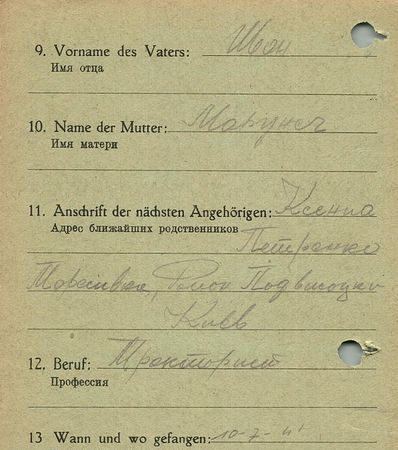 9. Vorname des Vaters: Иван
Имя отца
10. Name der Mutter:
Имя матери
11. Anschrift der nächsten Angehörigen: Ксения
Адрес ближайших родственников
Петренко
Киев
12. Beruf: Тракторист
Профессия
13 Wann und wo gefangen: 10-7-41